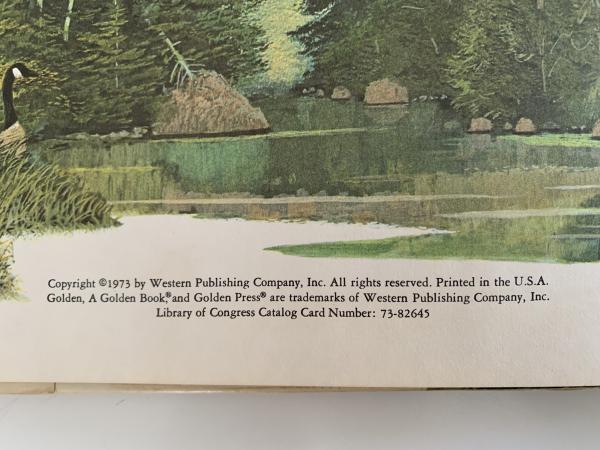 Copyright ©1973 by Western Publishing Company, Inc. All rights reserved. Printed in the U.S.A.
Golden, A Golden Book,® and Golden Press® are trademarks of Western Publishing Company, Inc.
Library of Congress Catalog Card Number: 73-82645